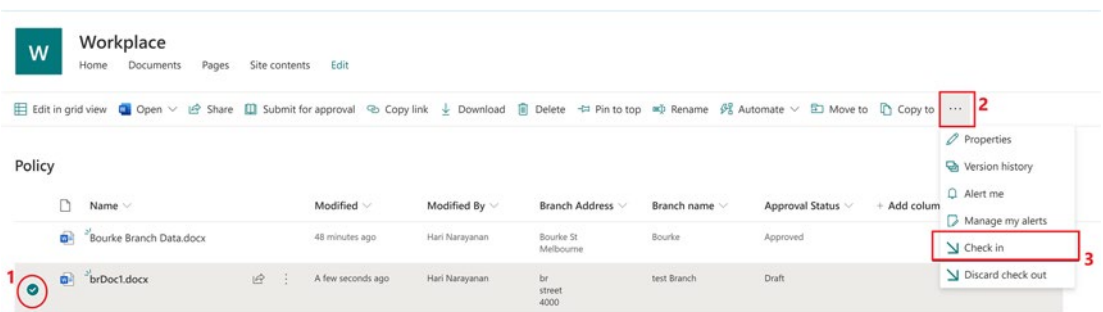 W
Workplace
Home Documents Pages Site contents Edit
Edit in grid view Open Share Submit for approval Copy link Download Delete Pin to top Rename Automate Move to Copy to ... 2
Properties
Version history
Alert me
Manage my alerts
Check in
3
Discard check out
Policy
Name Modified Modified By Branch Address Branch name Approval Status + Add colum
Bourke Branch Data.docx 48 minutes ago Hari Narayanan Bourke St Bourke Approved
Melbourne
1 brDoc1.docx A few seconds ago Hari Narayanan br test Branch Draft
street
4000